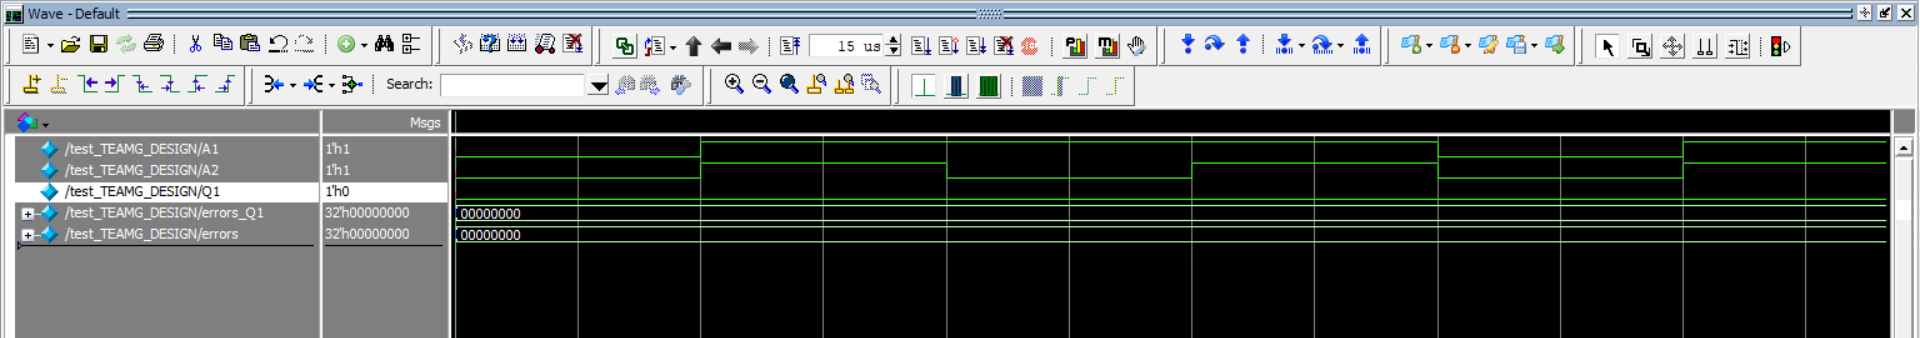 Wave - Default
15 us
Search:
Msgs
/test_TEAMG_DESIGN/A1 1'h1
/test_TEAMG_DESIGN/A2 1'h1
/test_TEAMG_DESIGN/Q1 1'h0
/test_TEAMG_DESIGN/errors_Q1 32'h00000000 00000000
/test_TEAMG_DESIGN/errors 32'h00000000 00000000